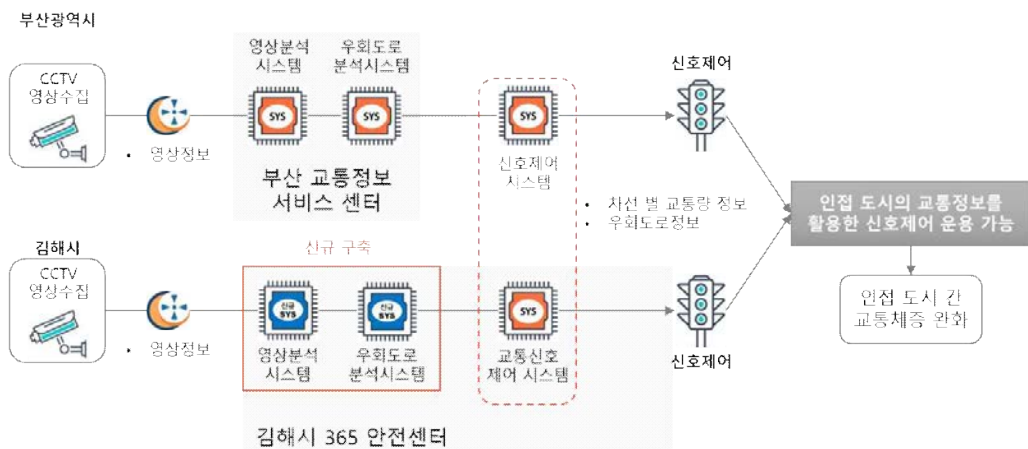 부산광역시
CCTV
영상수집
• 영상정보
영상분석
시스템
우회도로
분석시스템
SYS
SYS
부산 교통정보
서비스 센터
SYS
신호제어
시스템
신호제어
• 차선 별 교통량 정보
• 우회도로정보
인접 도시의 교통정보를
활용한 신호제어 운용 가능
인접 도시 간
교통체증 완화
김해시
CCTV
영상수집
• 영상정보
신규 구축
신규
SYS
신규
SYS
영상분석
시스템
우회도로
분석시스템
SYS
교통신호
제어 시스템
신호제어
김해시 365 안전센터